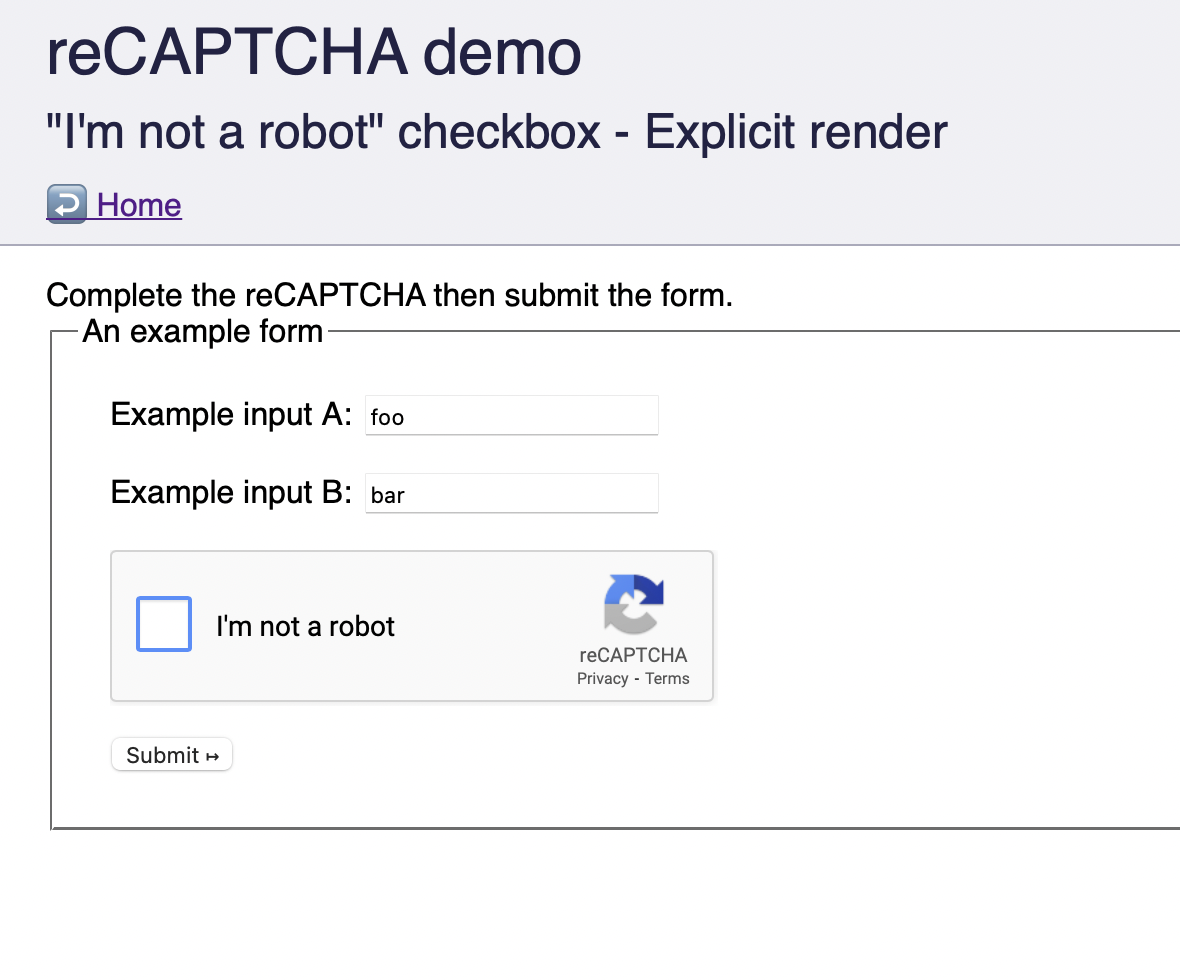 reCAPTCHA demo
"I'm not a robot" checkbox - Explicit render
↩️ Home
Complete the reCAPTCHA then submit the form.
An example form
Example input A: foo
Example input B: bar
I'm not a robot
reCAPTCHA
Privacy - Terms
Submit ↦